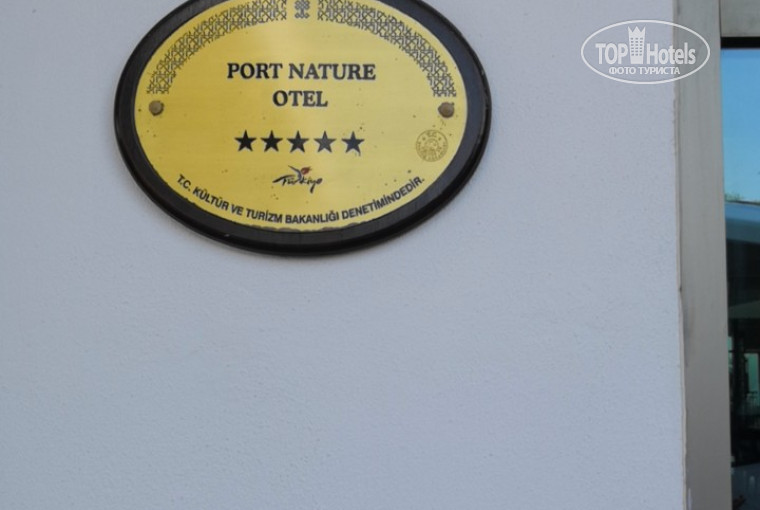 PORT NATURE
OTEL
Türkiye
T.C. KÜLTÜR VE TURİZM BAKANLIĞI DENETİMİNDEDİR.
TOP Hotels
ФОТО ТУРИСТА